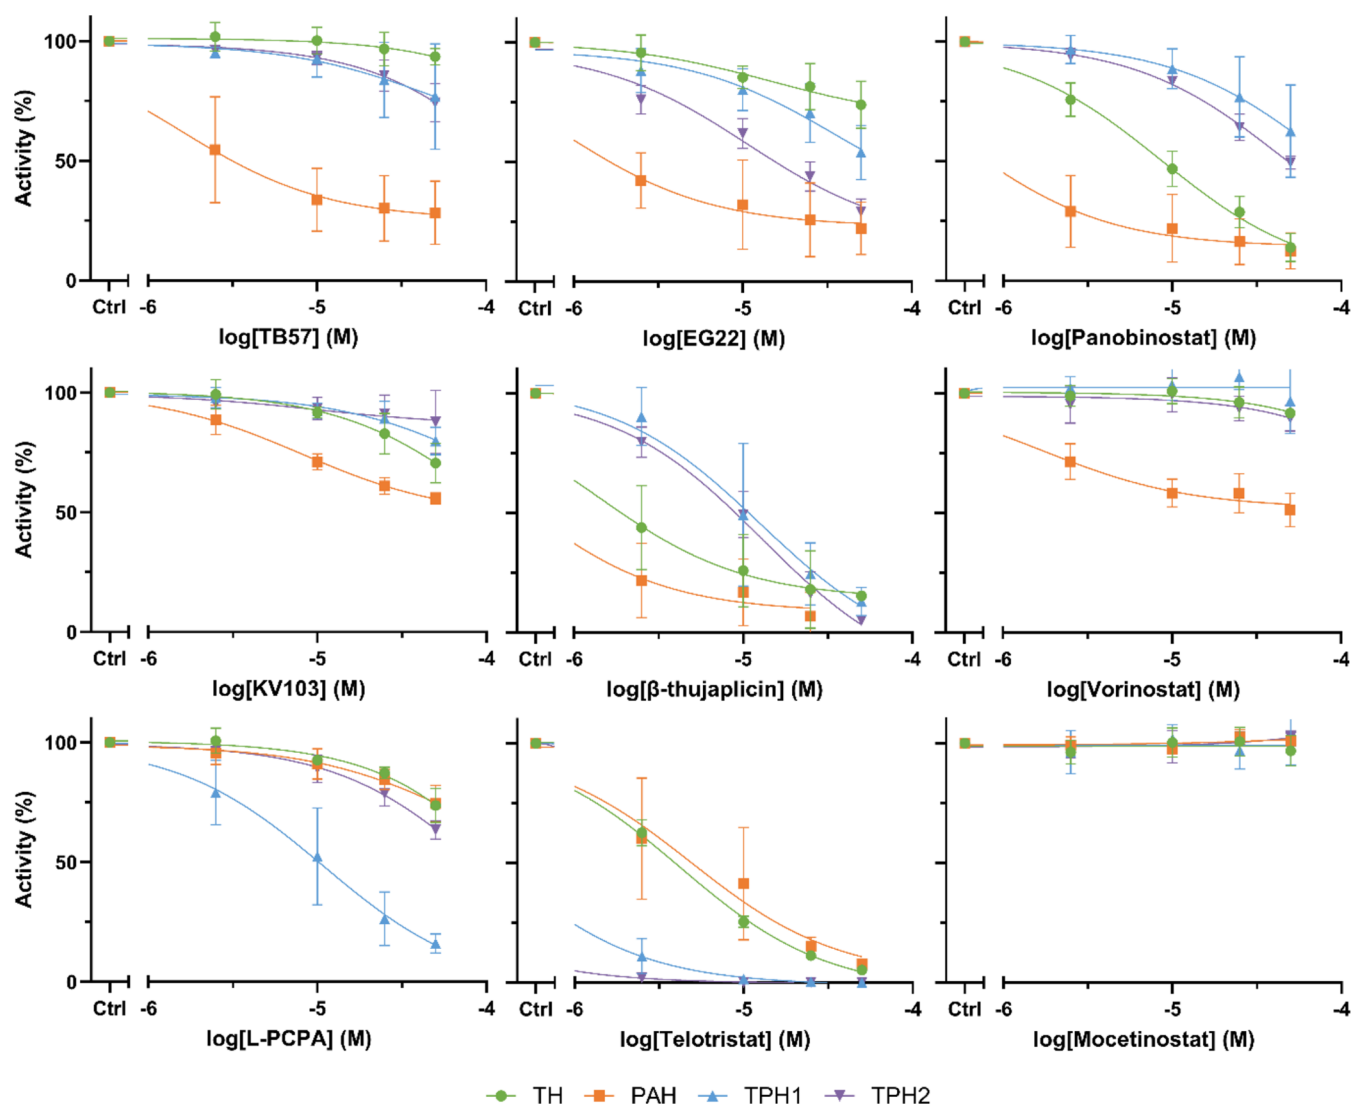 Activity (%)
100
50
0
Ctrl -6 -5 -4
log[TB57] (M)
Ctrl -6 -5 -4
log[EG22] (M)
Ctrl -6 -5 -4
log[Panobinostat] (M)
Activity (%)
100
50
0
Ctrl -6 -5 -4
log[KV103] (M)
Ctrl -6 -5 -4
log[β-thujaplicin] (M)
Ctrl -6 -5 -4
log[Vorinostat] (M)
Activity (%)
100
50
0
Ctrl -6 -5 -4
log[L-PCPA] (M)
Ctrl -6 -5 -4
log[Telotristat] (M)
Ctrl -6 -5 -4
log[Mocetinostat] (M)
TH PAH TPH1 TPH2